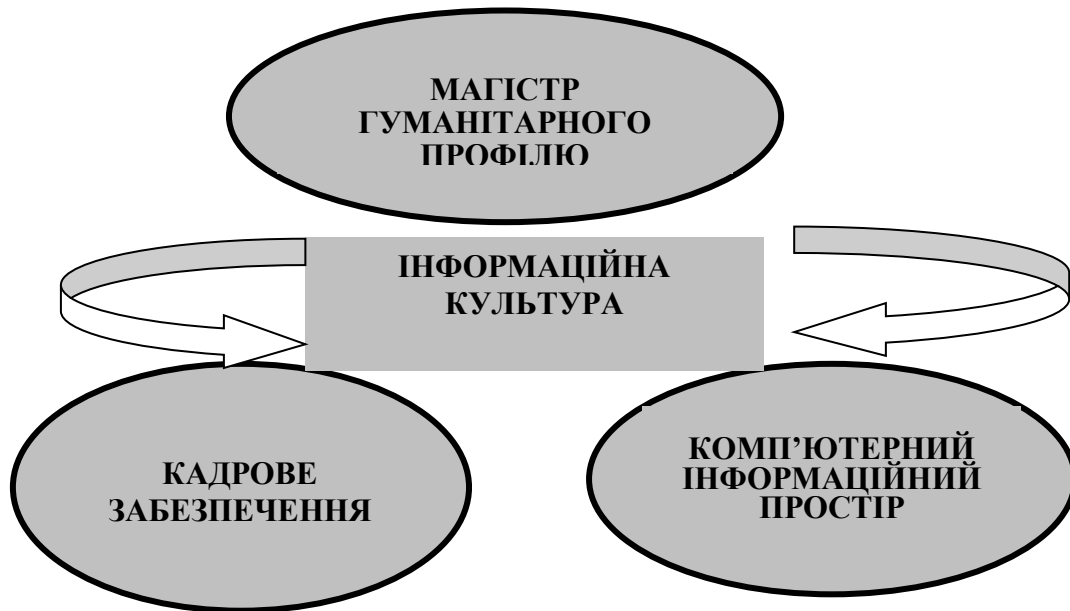 МАГІСТР
ГУМАНІТАРНОГО
ПРОФІЛЮ
ІНФОРМАЦІЙНА
КУЛЬТУРА
КАДРОВЕ
ЗАБЕЗПЕЧЕННЯ
КОМП’ЮТЕРНИЙ
ІНФОРМАЦІЙНИЙ
ПРОСТІР